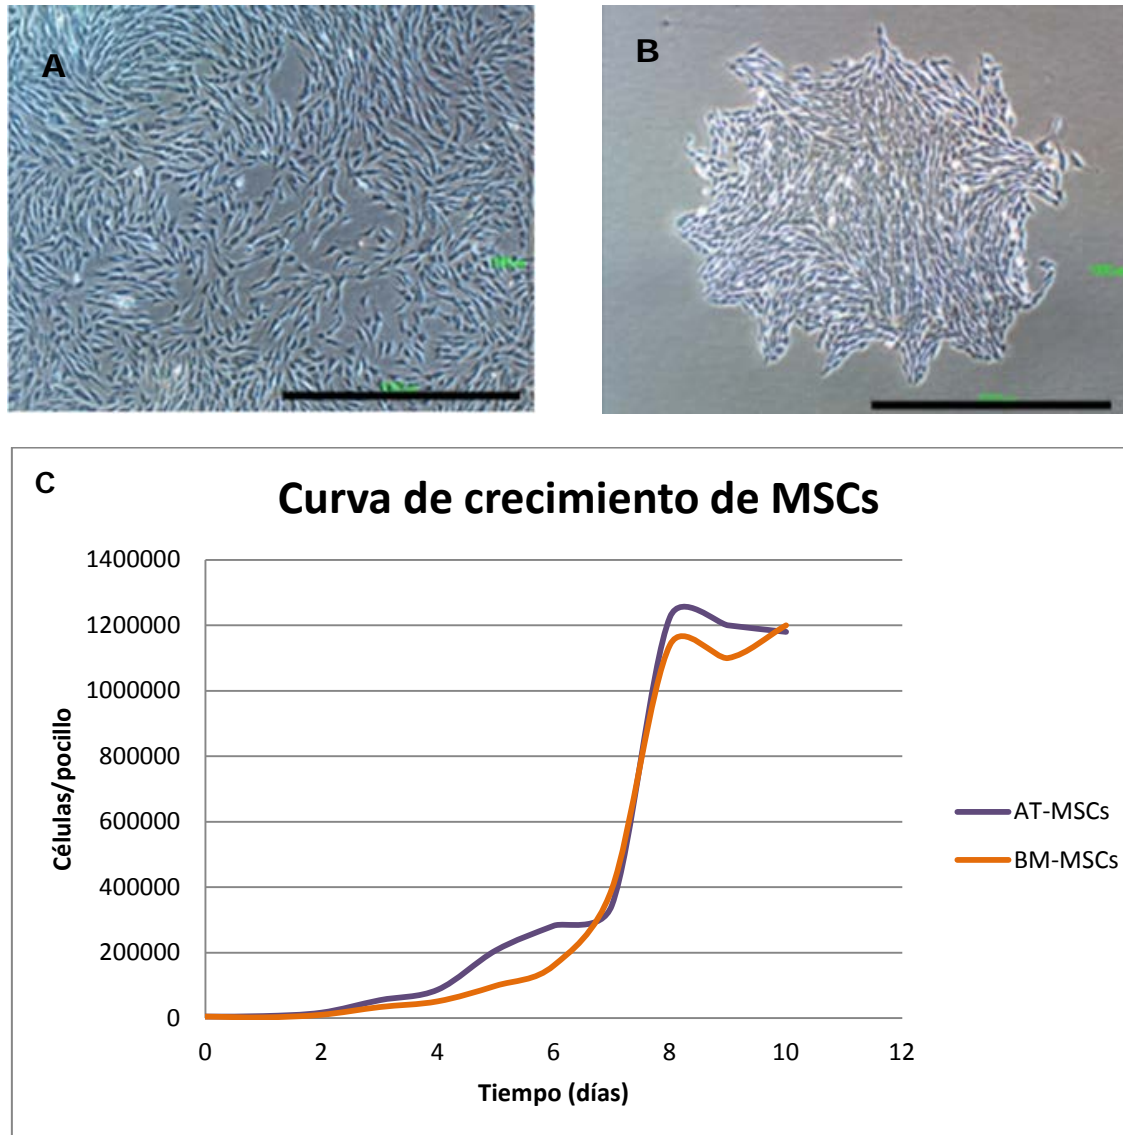 A
B
C
Curva de crecimiento de MSCs
1400000
1200000
1000000
800000
600000
400000
200000
0
Células/pocillo
0 2 4 6 8 10 12
Tiempo (días)
AT-MSCs
BM-MSCs